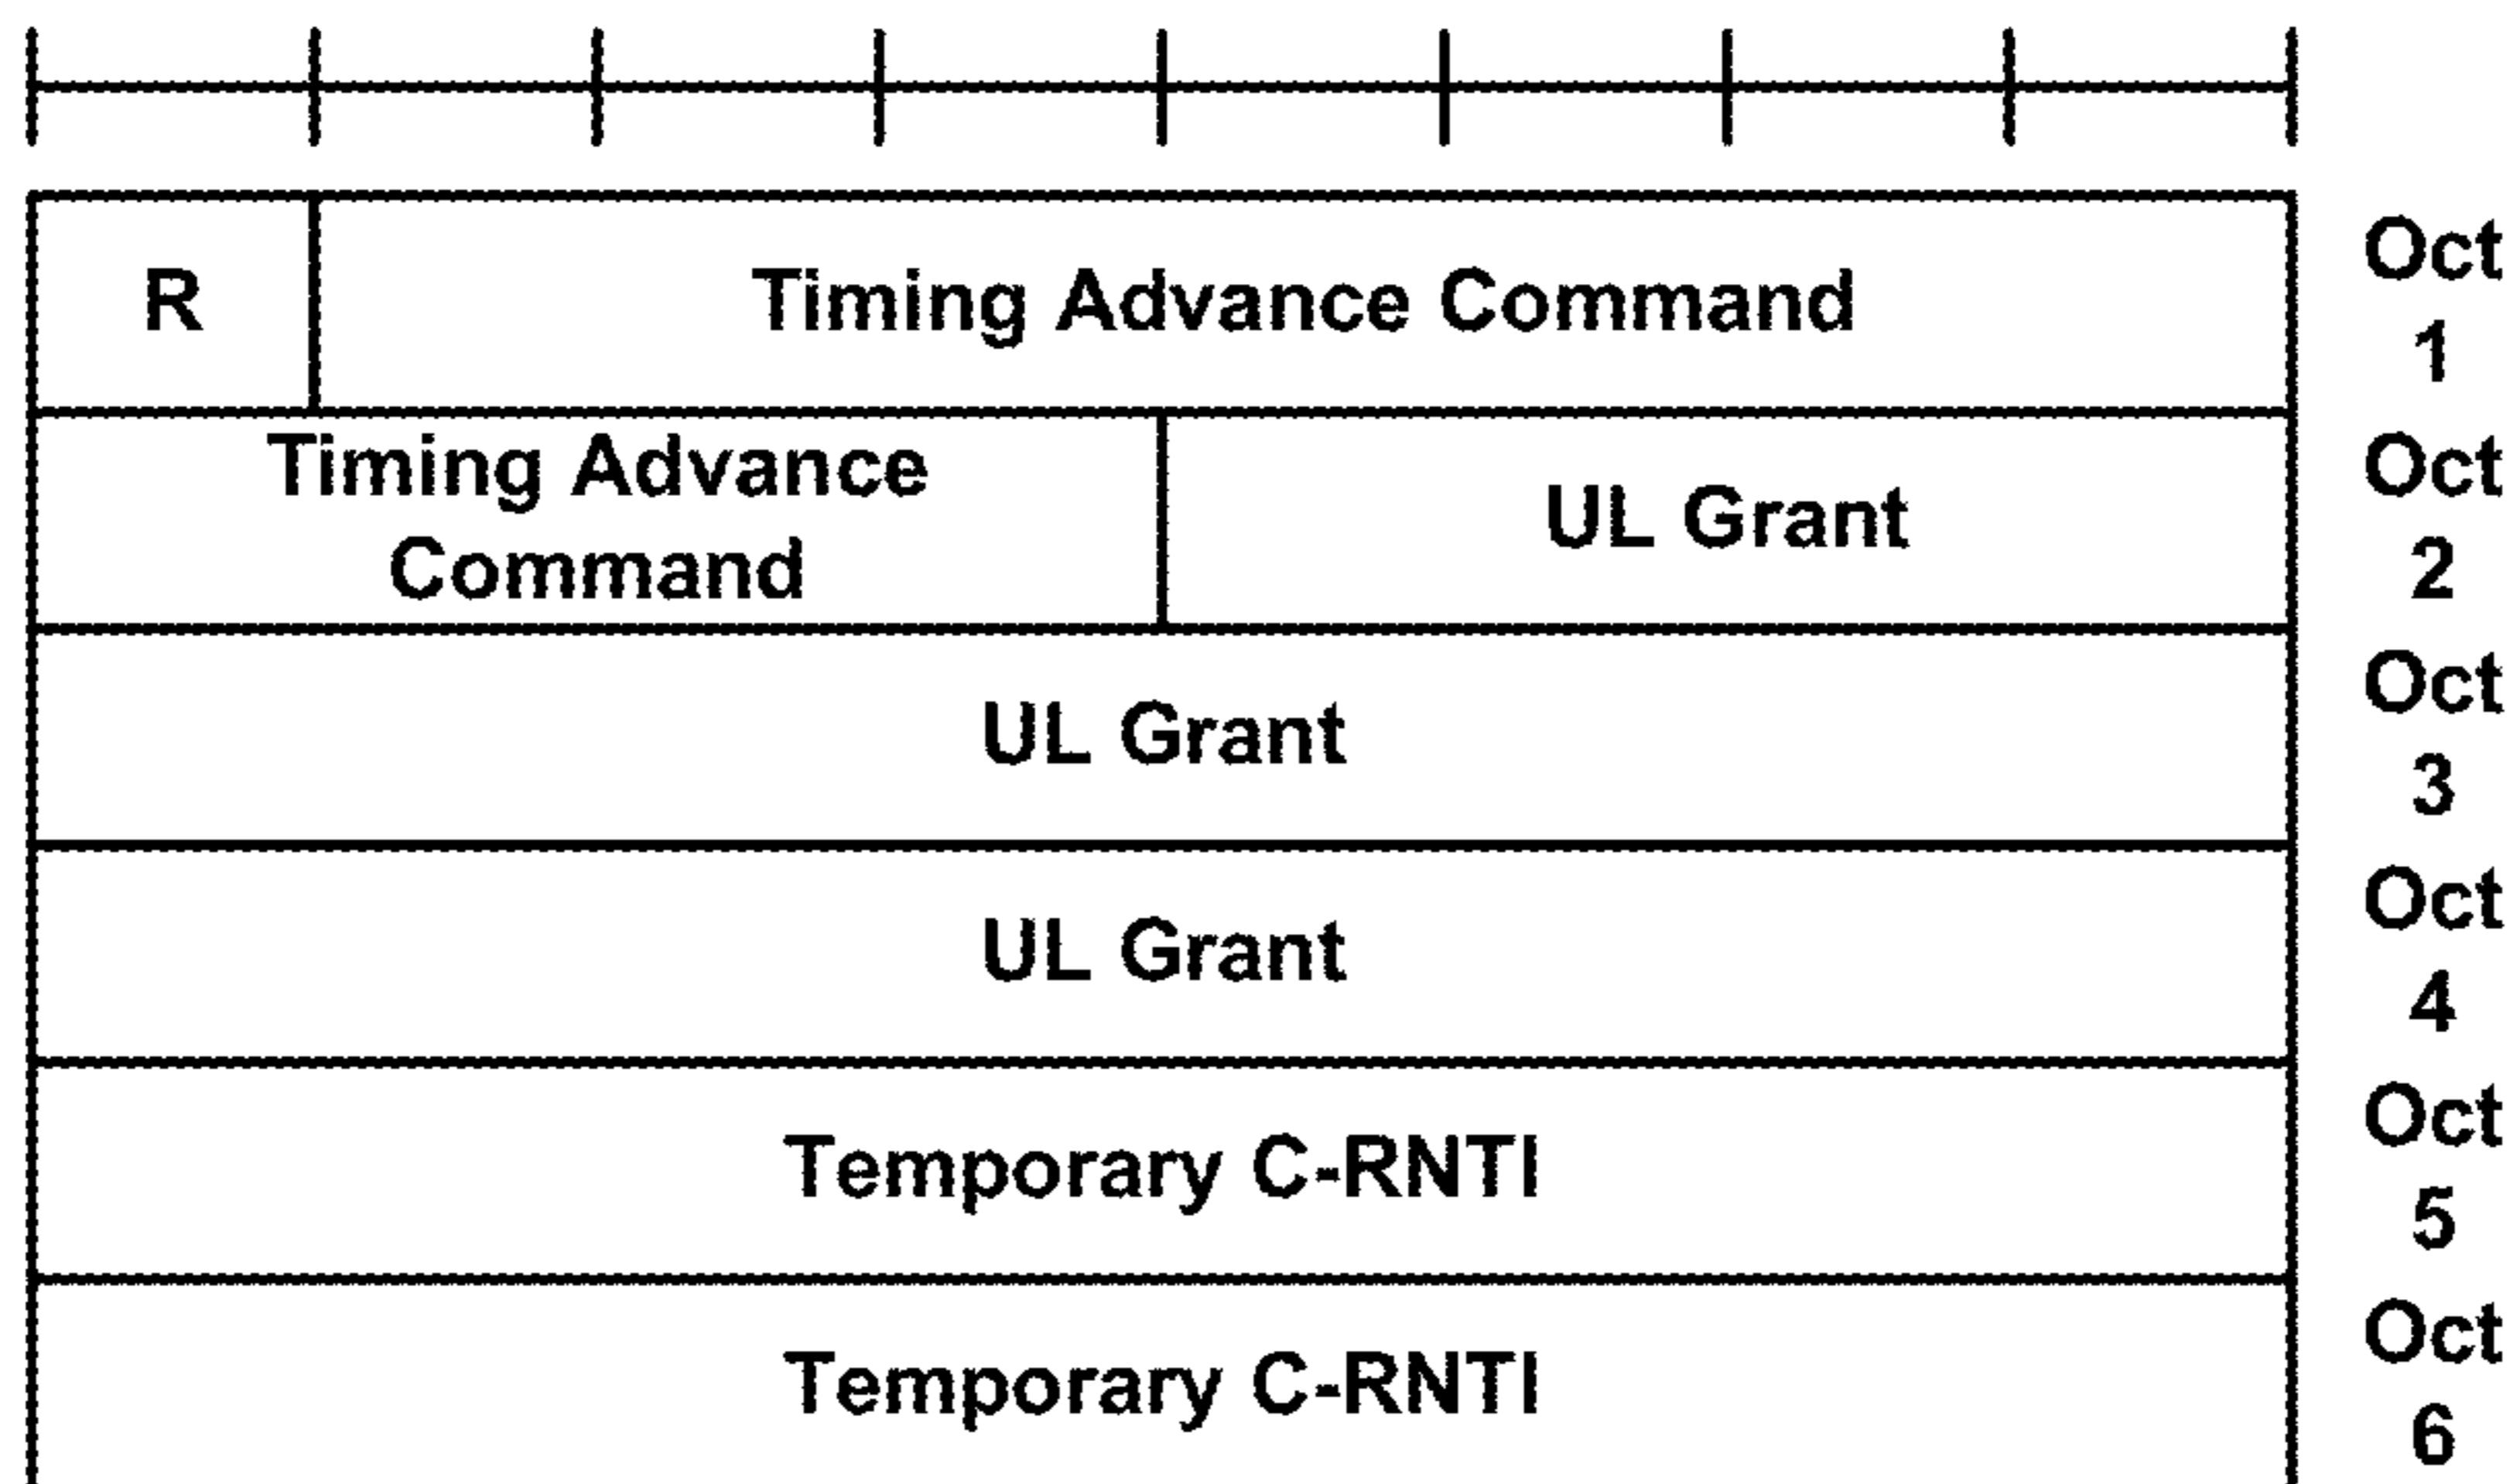 R
Timing Advance Command
Oct
1
Timing Advance
Command
UL Grant
Oct
2
UL Grant
Oct
3
UL Grant
Oct
4
Temporary C-RNTI
Oct
5
Temporary C-RNTI
Oct
6